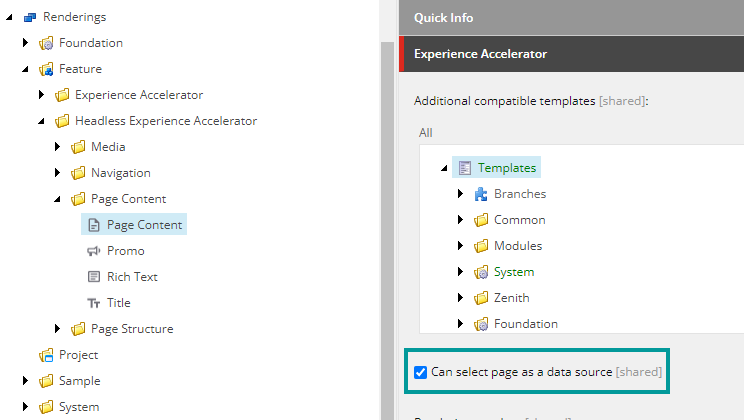 Renderings
Foundation
Feature
Experience Accelerator
Headless Experience Accelerator
Media
Navigation
Page Content
Page Content
Promo
Rich Text
Title
Page Structure
Project
Sample
System
Quick Info
Experience Accelerator
Additional compatible templates [shared]:
All
Templates
Branches
Common
Modules
System
Zenith
Foundation
Can select page as a data source [shared]